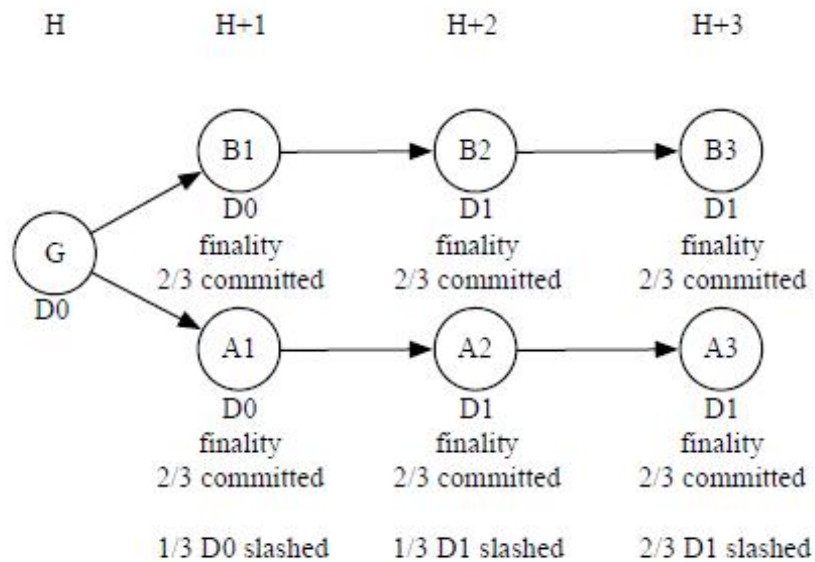 H H+1 H+2 H+3
B1 B2 B3
D0 D1 D1
finality finality finality
2/3 committed 2/3 committed 2/3 committed
G
D0
A1 A2 A3
D0 D1 D1
finality finality finality
2/3 committed 2/3 committed 2/3 committed
1/3 D0 slashed 1/3 D1 slashed 2/3 D1 slashed